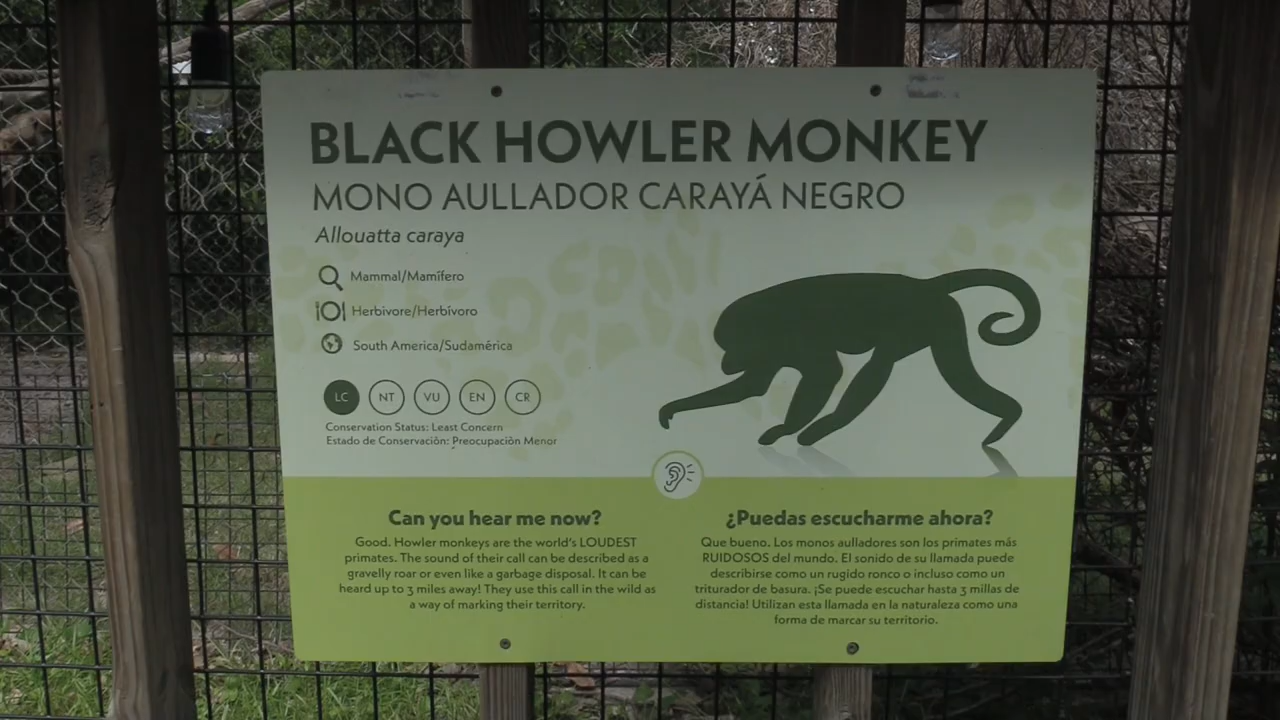 BLACK HOWLER MONKEY
MONO AULLADOR CARAYÁ NEGRO
Allouatta caraya
Mammal/Mamífero
Herbivore/Herbívoro
South America/Sudamérica
LC NT VU EN CR
Conservation Status: Least Concern
Estado de Conservación: Preocupación Menor
Can you hear me now?
Good. Howler monkeys are the world's LOUDEST
primates. The sound of their call can be described as a
gravelly roar or even like a garbage disposal. It can be
heard up to 3 miles away! They use this call in the wild as
a way of marking their territory.
¿Puedas escucharme ahora?
Que bueno. Los monos aulladores son los primates más
RUIDOSOS del mundo. El sonido de su llamada puede
describirse como un rugido ronco o incluso como un
triturador de basura. ¡Se puede escuchar hasta 3 millas de
distancia! Utilizan esta llamada en la naturaleza como una
forma de marcar su territorio.